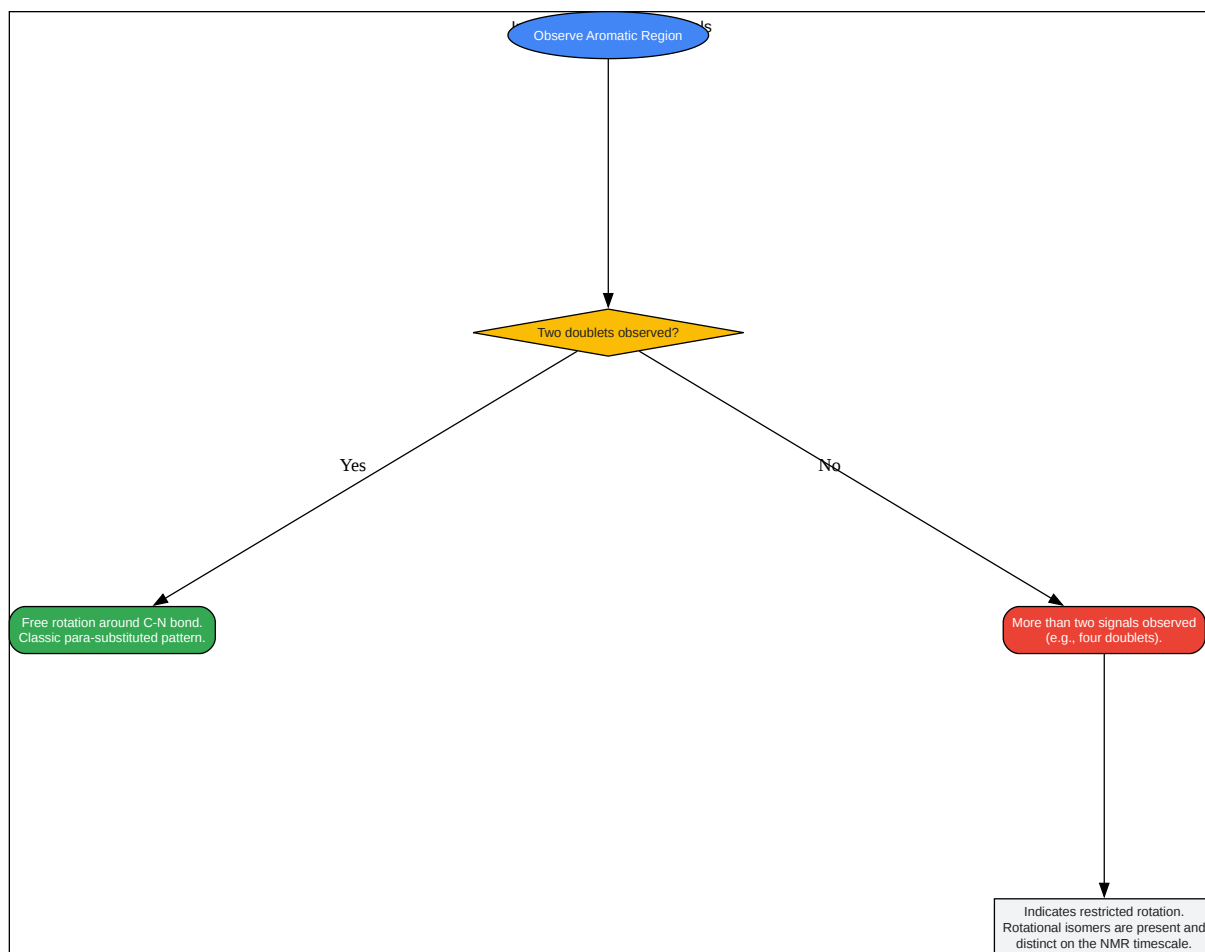 Observe Aromatic Region
Two doublets observed?
Yes
No
Free rotation around C-N bond.
Classic para-substituted pattern.
More than two signals observed
(e.g., four doublets).
Indicates restricted rotation.
Rotational isomers are present and
distinct on the NMR timescale.